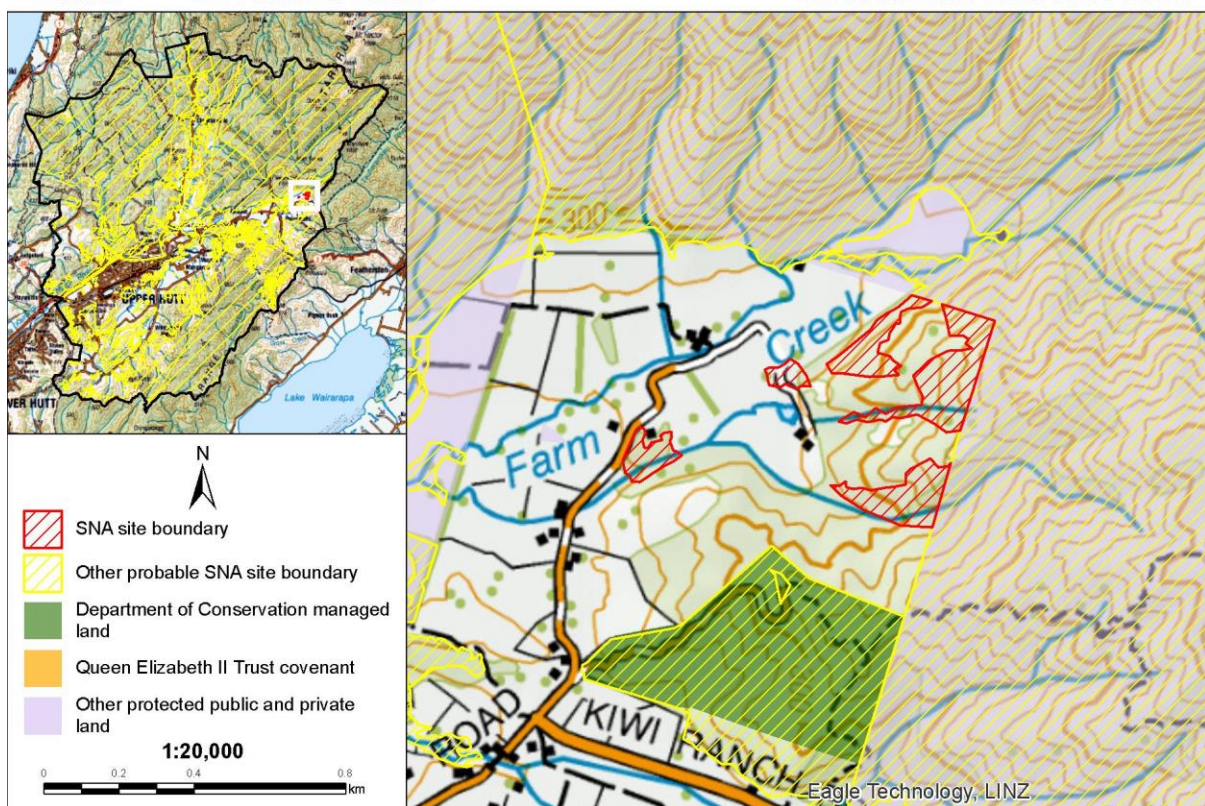 UPPER HUTT
Featherston
Lake Wairarapa
N
SNA site boundary
Other probable SNA site boundary
Department of Conservation managed
land
Queen Elizabeth II Trust covenant
Other protected public and private
land
1:20,000
0 0.2 0.4 0.8
km
300
Creek
Farm
ROAD
KIWI
RANCH
Eagle Technology, LINZ